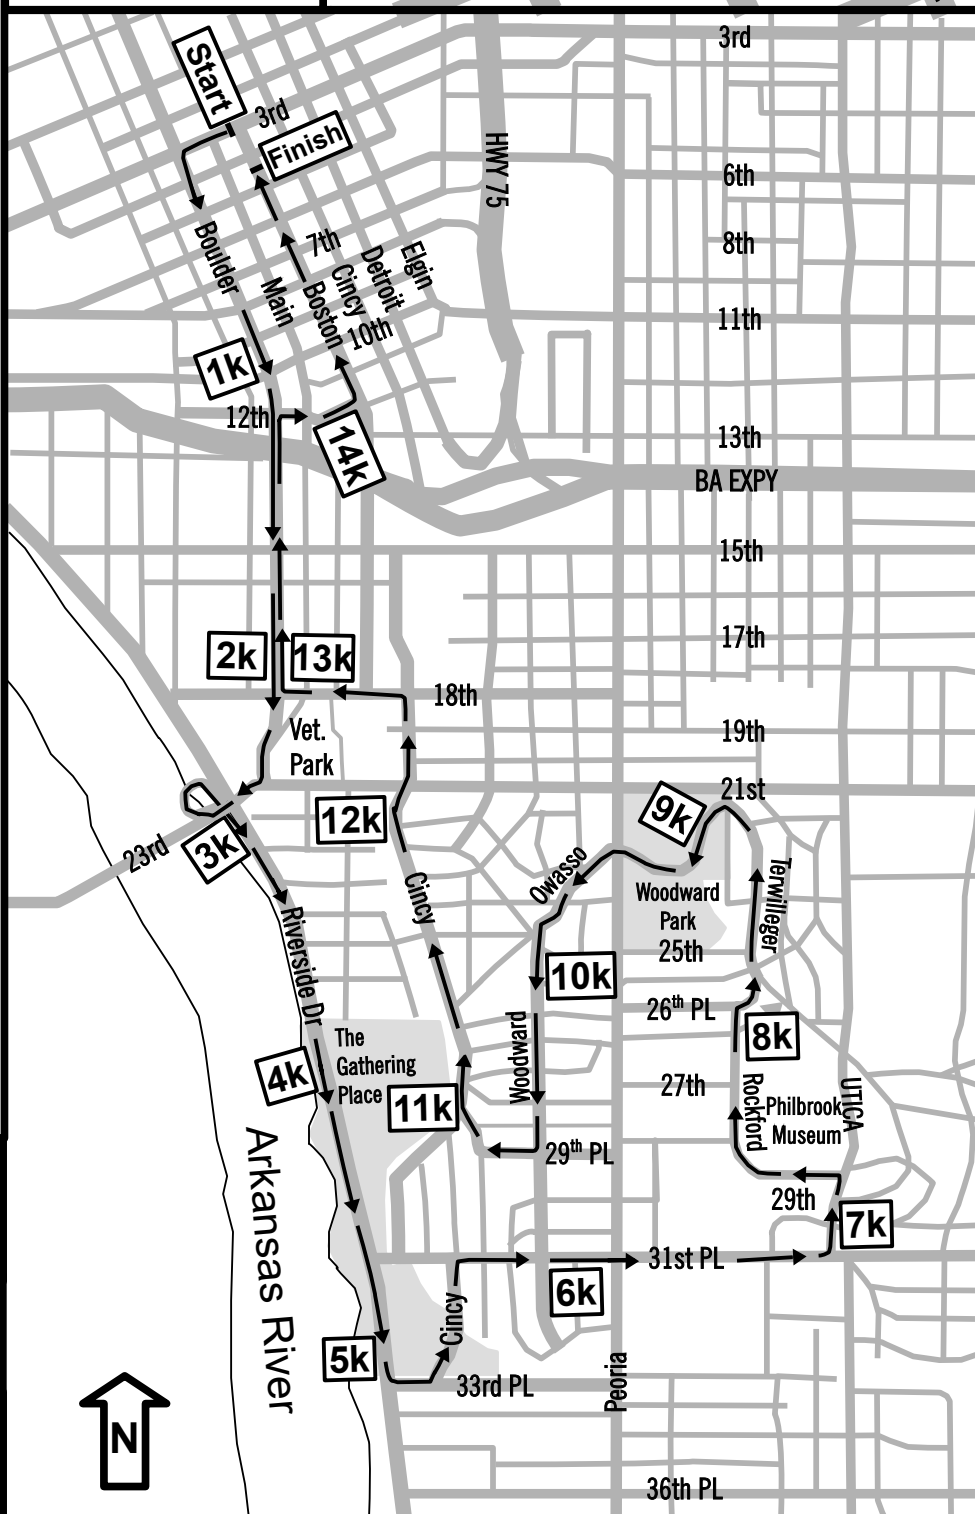 3rd
Start
3rd
Finish
HWY 75
6th
Boulder
7th
Elgin
Detroit
Cincy
8th
Main
Boston
10th
11th
1k
12th
14k
13th
BA EXPY
15th
2k
13k
17th
18th
Vet.
Park
19th
21st
9k
12k
23rd
3k
Owasso
Terwilleger
Cincy
Woodward
Park
25th
Riverside Dr
10k
26th PL
8k
The
Gathering
Place
4k
11k
Woodward
27th
Rockford
Philbrook
Museum
UTICA
29th PL
29th
7k
Arkansas River
31st PL
6k
Cincy
5k
33rd PL
Peoria
N
36th PL